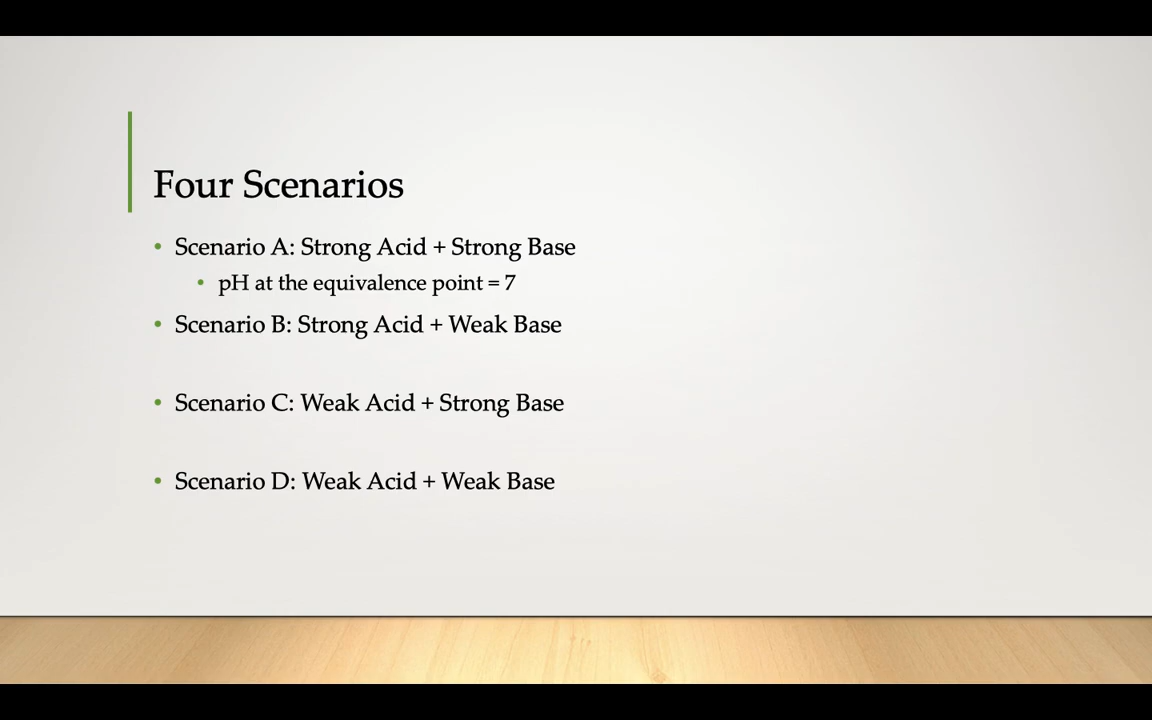 Four Scenarios
• Scenario A: Strong Acid + Strong Base
• pH at the equivalence point = 7
• Scenario B: Strong Acid + Weak Base
• Scenario C: Weak Acid + Strong Base
• Scenario D: Weak Acid + Weak Base